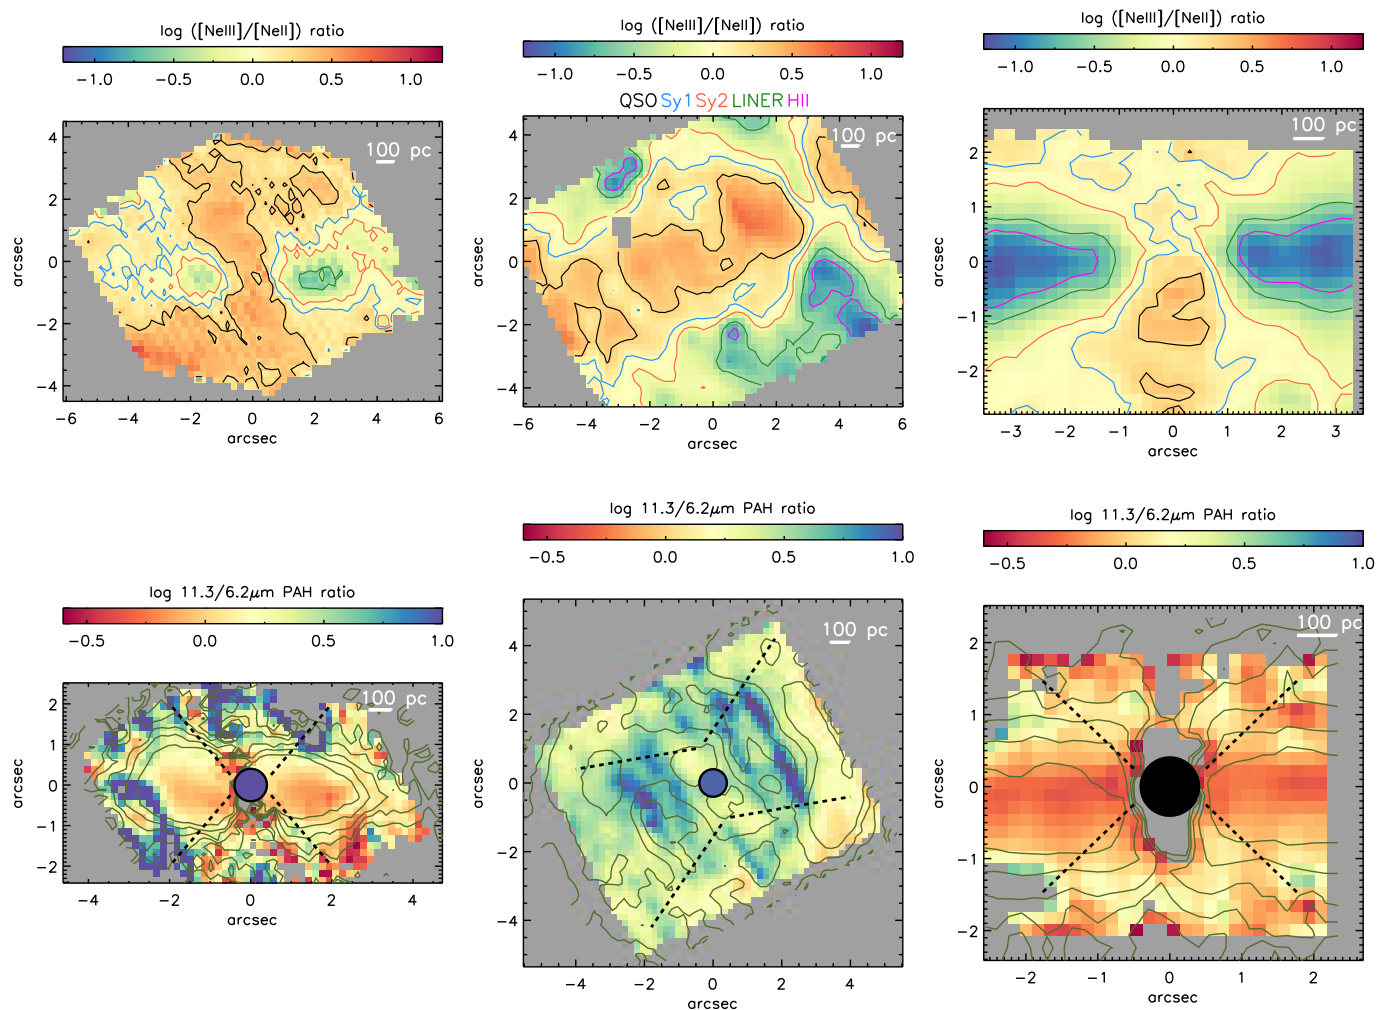 log ([NeIII]/[NeII]) ratio
−1.0 −0.5 0.0 0.5 1.0
100 pc
arcsec
4
2
0
−2
−4
−6 −4 −2 0 2 4 6
arcsec
log ([NeIII]/[NeII]) ratio
−1.0 −0.5 0.0 0.5 1.0
QSO Sy1 Sy2 LINER HII
100 pc
arcsec
4
2
0
−2
−4
−6 −4 −2 0 2 4 6
arcsec
log ([NeIII]/[NeII]) ratio
−1.0 −0.5 0.0 0.5 1.0
100 pc
arcsec
2
1
0
−1
−2
−3 −2 −1 0 1 2 3
arcsec
log 11.3/6.2μm PAH ratio
−0.5 0.0 0.5 1.0
100 pc
arcsec
2
1
0
−1
−2
−4 −2 0 2 4
arcsec
log 11.3/6.2μm PAH ratio
−0.5 0.0 0.5 1.0
100 pc
arcsec
4
2
0
−2
−4
−4 −2 0 2 4
arcsec
log 11.3/6.2μm PAH ratio
−0.5 0.0 0.5 1.0
100 pc
arcsec
2
1
0
−1
−2
−2 −1 0 1 2
arcsec